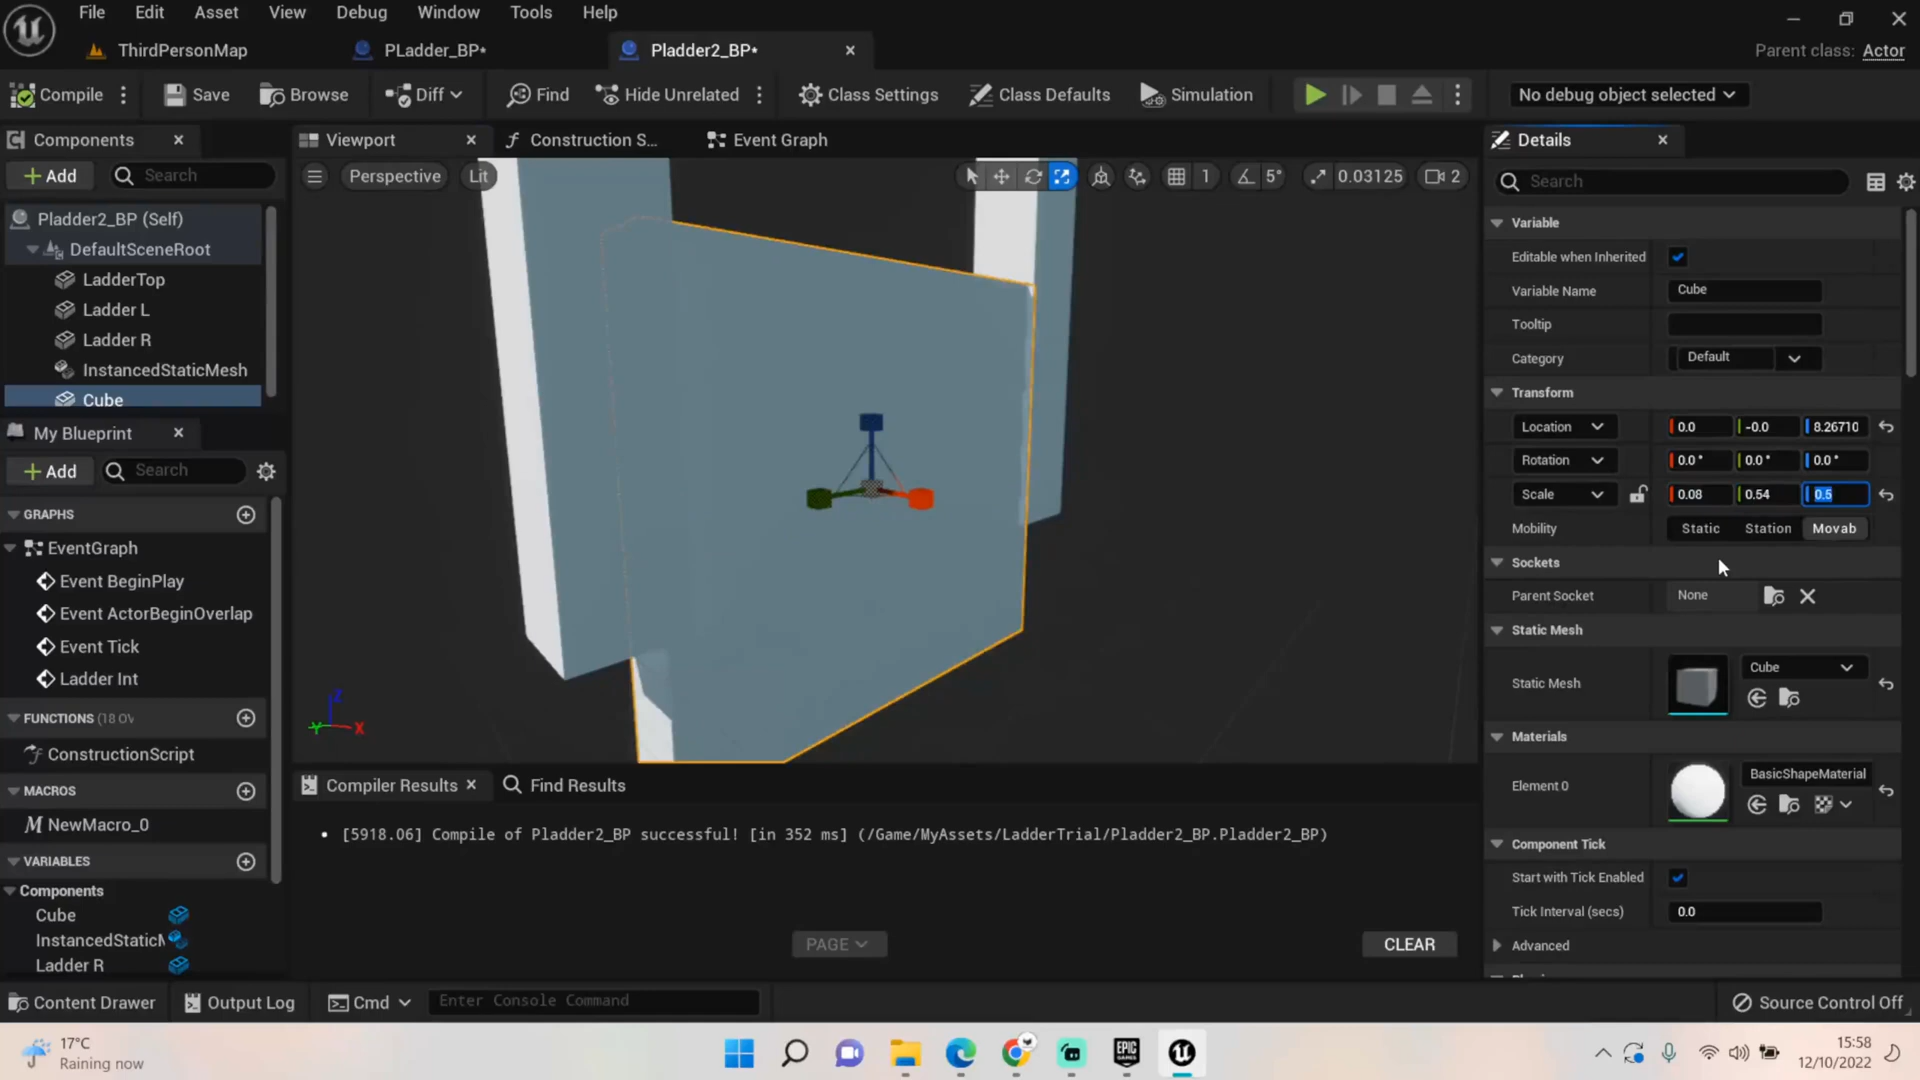 File Edit Asset View Debug Window Tools Help
ThirdPersonMap PLadder_BP* Pladder2_BP* Parent class: Actor
Compile Save Browse Diff Find Hide Unrelated Class Settings Class Defaults Simulation No debug object selected
Components Viewport Construction S... Event Graph Details
Add Search Perspective Lit 1 5° 0.03125 2 Search
Pladder2_BP (Self)
DefaultSceneRoot
LadderTop
Ladder L
Ladder R
InstancedStaticMesh
Cube
My Blueprint
Add Search
GRAPHS
EventGraph
Event BeginPlay
Event ActorBeginOverlap
Event Tick
Ladder Int
FUNCTIONS (18 OV
ConstructionScript
MACROS
NewMacro_0
VARIABLES
Components
Cube
InstancedStaticM
Ladder R
Variable
Editable when Inherited
Variable Name Cube
Tooltip
Category Default
Transform
Location 0.0 -0.0 8.26710
Rotation 0.0° 0.0° 0.0°
Scale 0.08 0.54 0.5
Mobility Static Station Movab
Sockets
Parent Socket None
Static Mesh
Static Mesh Cube
Materials
Element 0 BasicShapeMaterial
Component Tick
Start with Tick Enabled
Tick Interval (secs) 0.0
Advanced
Z Y X
Compiler Results Find Results
• [5918.06] Compile of Pladder2_BP successful! [in 352 ms] (/Game/MyAssets/LadderTrial/Pladder2_BP.Pladder2_BP)
PAGE CLEAR
Content Drawer Output Log Cmd Enter Console Command Source Control Off
17°C
Raining now
EPIC GAMES
15:58
12/10/2022